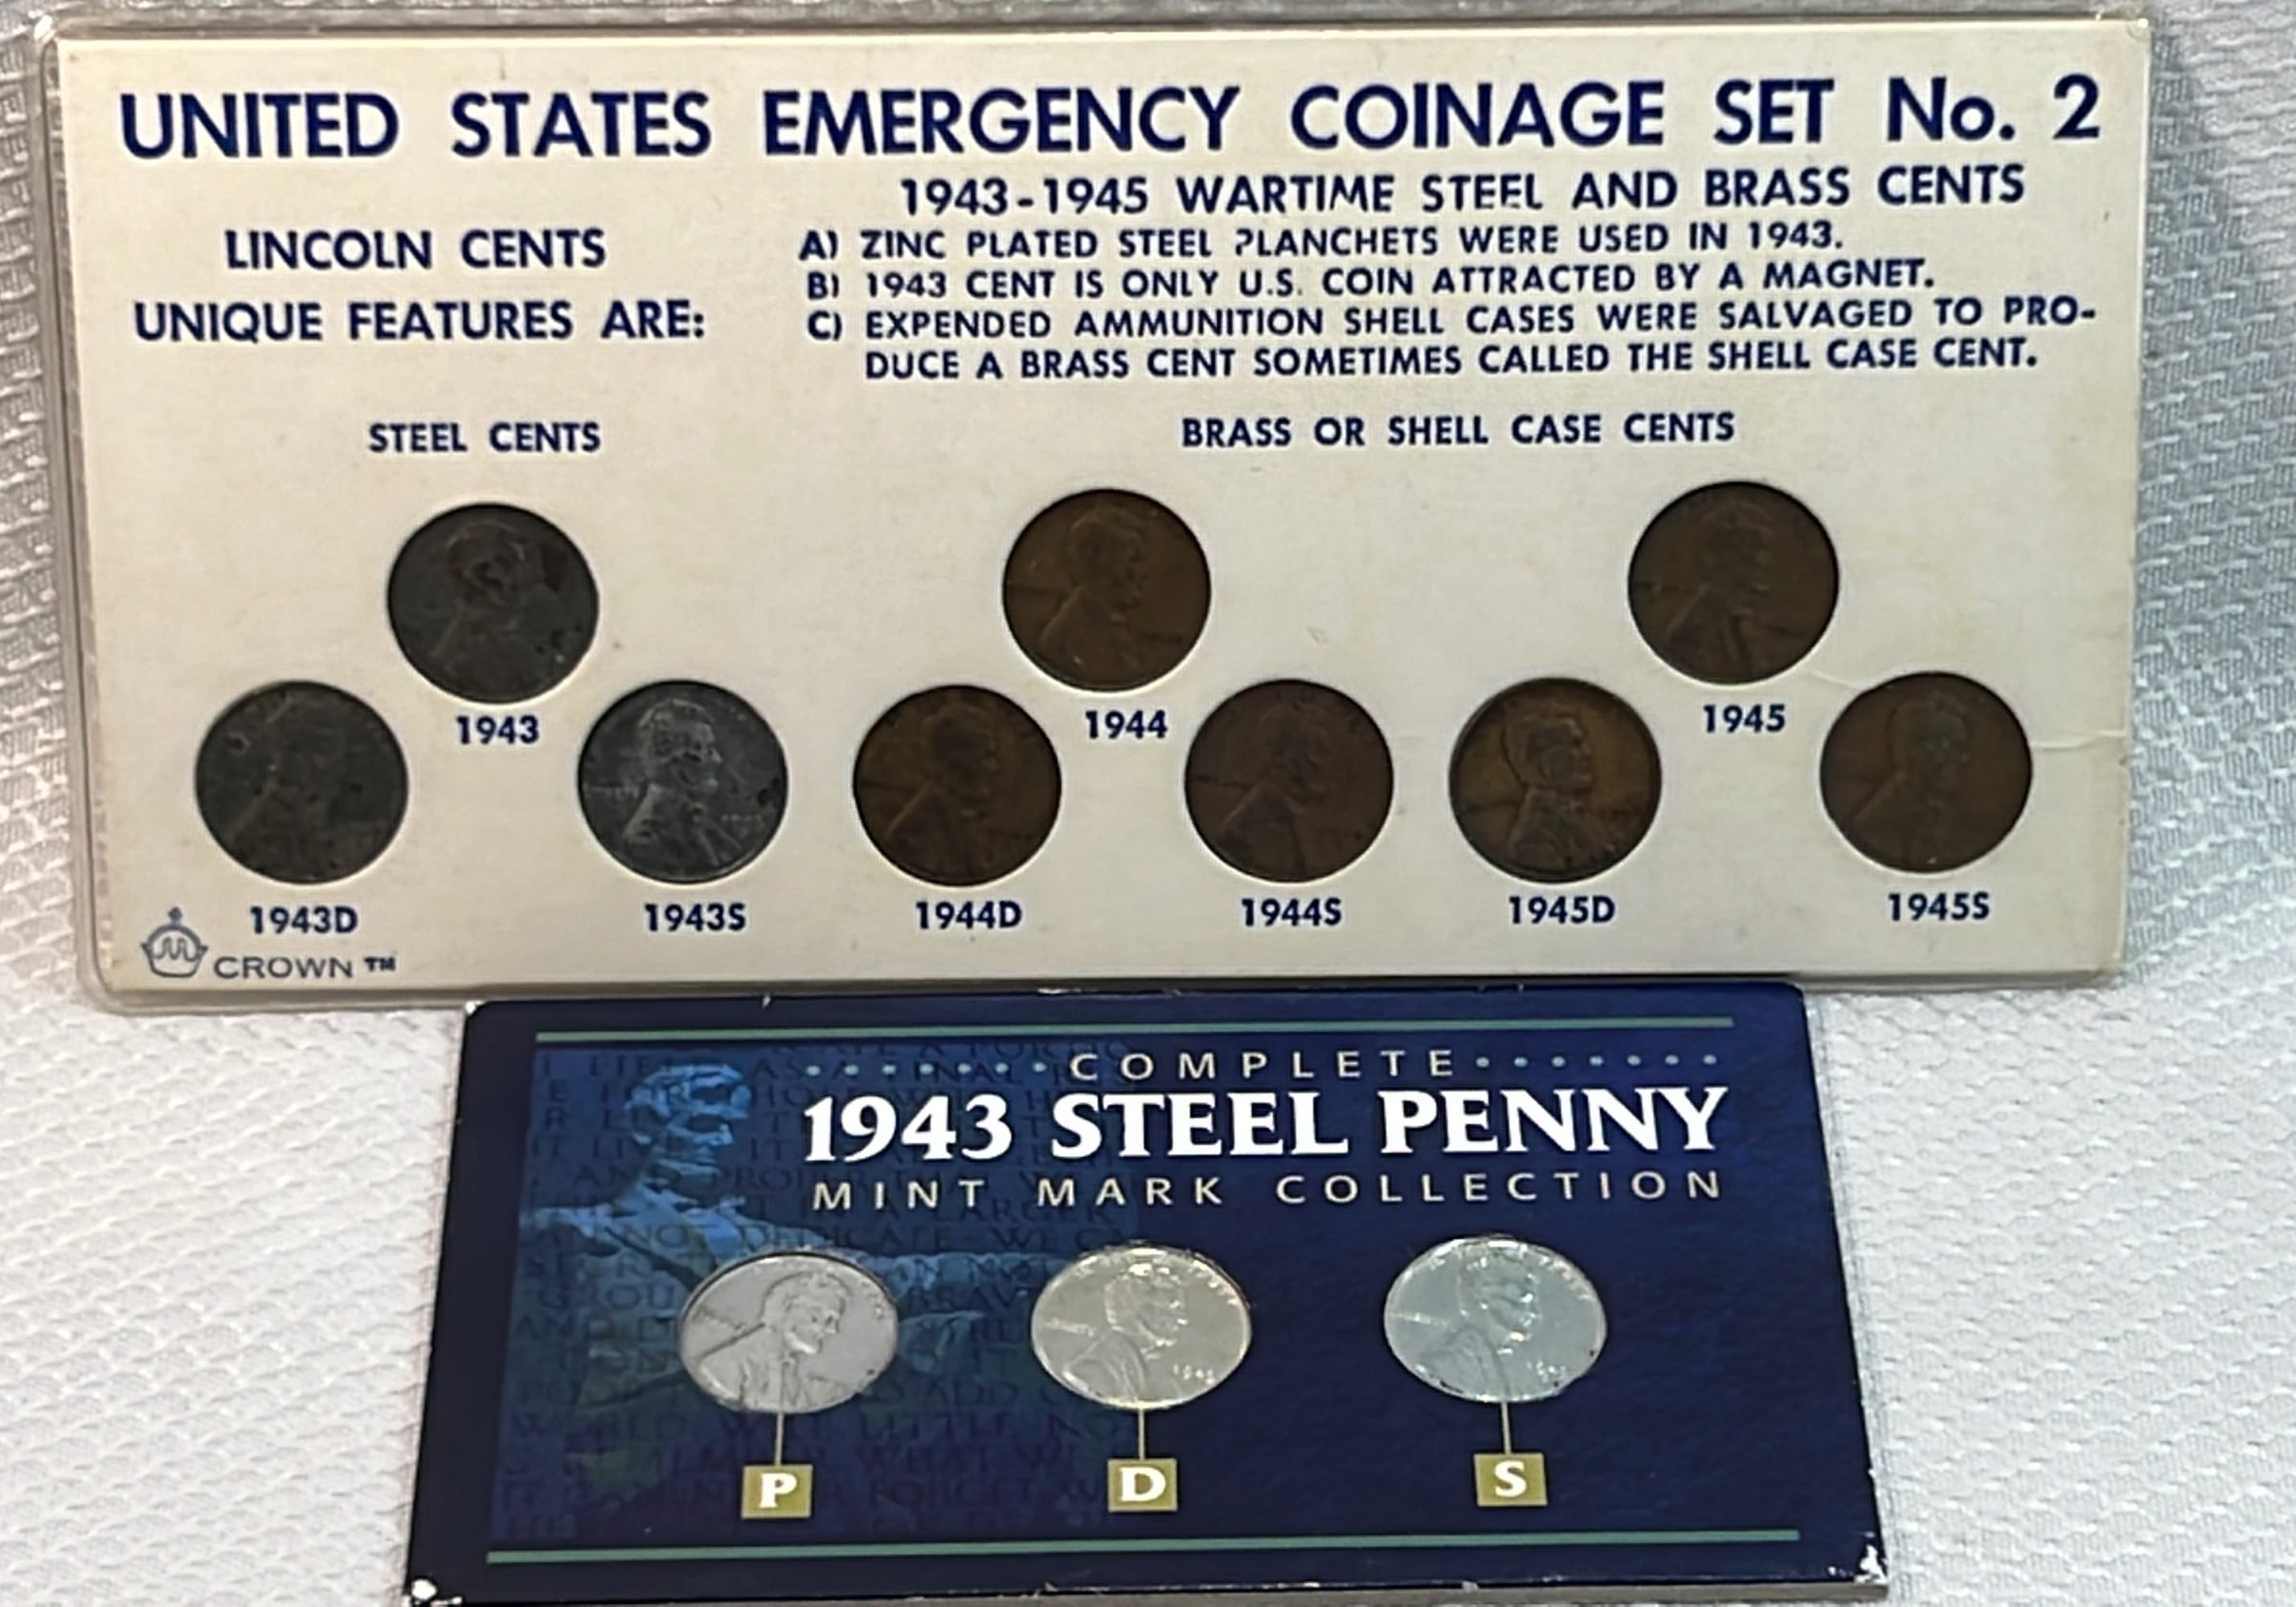 UNITED STATES EMERGENCY COINAGE SET No. 2
1943-1945 WARTIME STEEL AND BRASS CENTS
LINCOLN CENTS
UNIQUE FEATURES ARE:
A) ZINC PLATED STEEL PLANCHETS WERE USED IN 1943.
B) 1943 CENT IS ONLY U.S. COIN ATTRACTED BY A MAGNET.
C) EXPENDED AMMUNITION SHELL CASES WERE SALVAGED TO PRO-
DUCE A BRASS CENT SOMETIMES CALLED THE SHELL CASE CENT.
STEEL CENTS
BRASS OR SHELL CASE CENTS
1943
1944
1945
1943D
1943S
1944D
1944S
1945D
1945S
CROWN ™
COMPLETE
1943 STEEL PENNY
MINT MARK COLLECTION
P
D
S